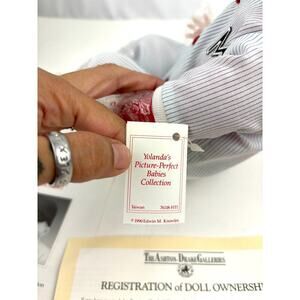 Yolanda's
Picture-Perfect
Babies
Collection
Taiwan
© 1990 Edwin M. Knowles
THE ASHTON-DRAKE GALLERIES
REGISTRATION of DOLL OWNERSH